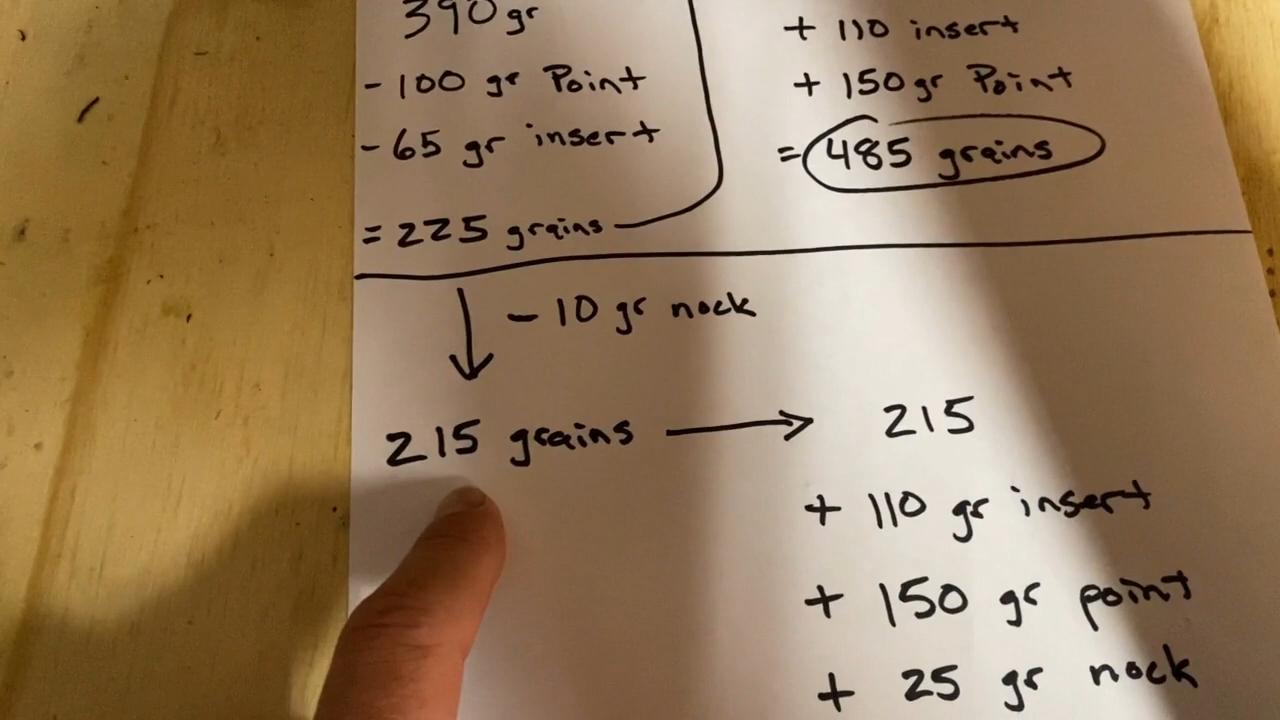 390 gr
- 100 gr Point
- 65 gr insert
= 225 grains
+ 110 insert
+ 150 gr Point
= 485 grains
- 10 gr nock
215 grains → 215
+ 110 gr insert
+ 150 gr point
+ 25 gr nock